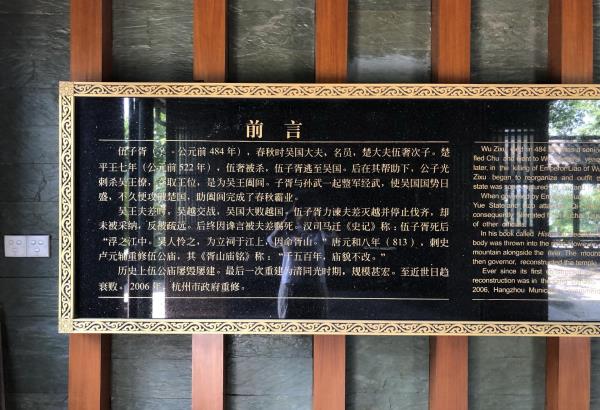 前言
伍子胥（？- 公元前484年），春秋时吴国大夫，名员，楚大夫伍奢次子。楚
平王七年（公元前522年），伍奢被杀，伍子胥逃至吴国。后在其帮助下，公子光
刺杀吴王僚，夺取王位，是为吴王阖闾。子胥与孙武一起整军经武，使吴国国势日
盛，不久便攻破楚国，助阖闾完成了春秋霸业。
吴王夫差时，吴越交战，吴国大败越国，伍子胥力谏夫差灭越并停止伐齐，却
未被采纳，反被疏远。后终因谗言被夫差赐死。汉司马迁《史记》称：伍子胥死后
“浮之江中。吴人怜之，为立祠于江上，因命胥山。”唐元和八年（813），刺史
卢元辅重修伍公庙，其《胥山庙铭》称：“千五百年，庙貌不改。”
历史上伍公庙屡毁屡建。最后一次重建为清同光时期，规模甚宏。至近世日趋
衰败。2006年，杭州市政府重修。
Wu Zixu, died in 484
fled Chu and went to W
later, in the killing of Emperor Liao of Wu
Zixu began to reorganize and outfit
state was
When governed by
Yue State and
consequently
of other
In his book called
body was thrown into the
mountain alongside the river. The
then governor, reconstructed the temple
Ever since its first
reconstruction was in the
2006, Hangzhou Munic